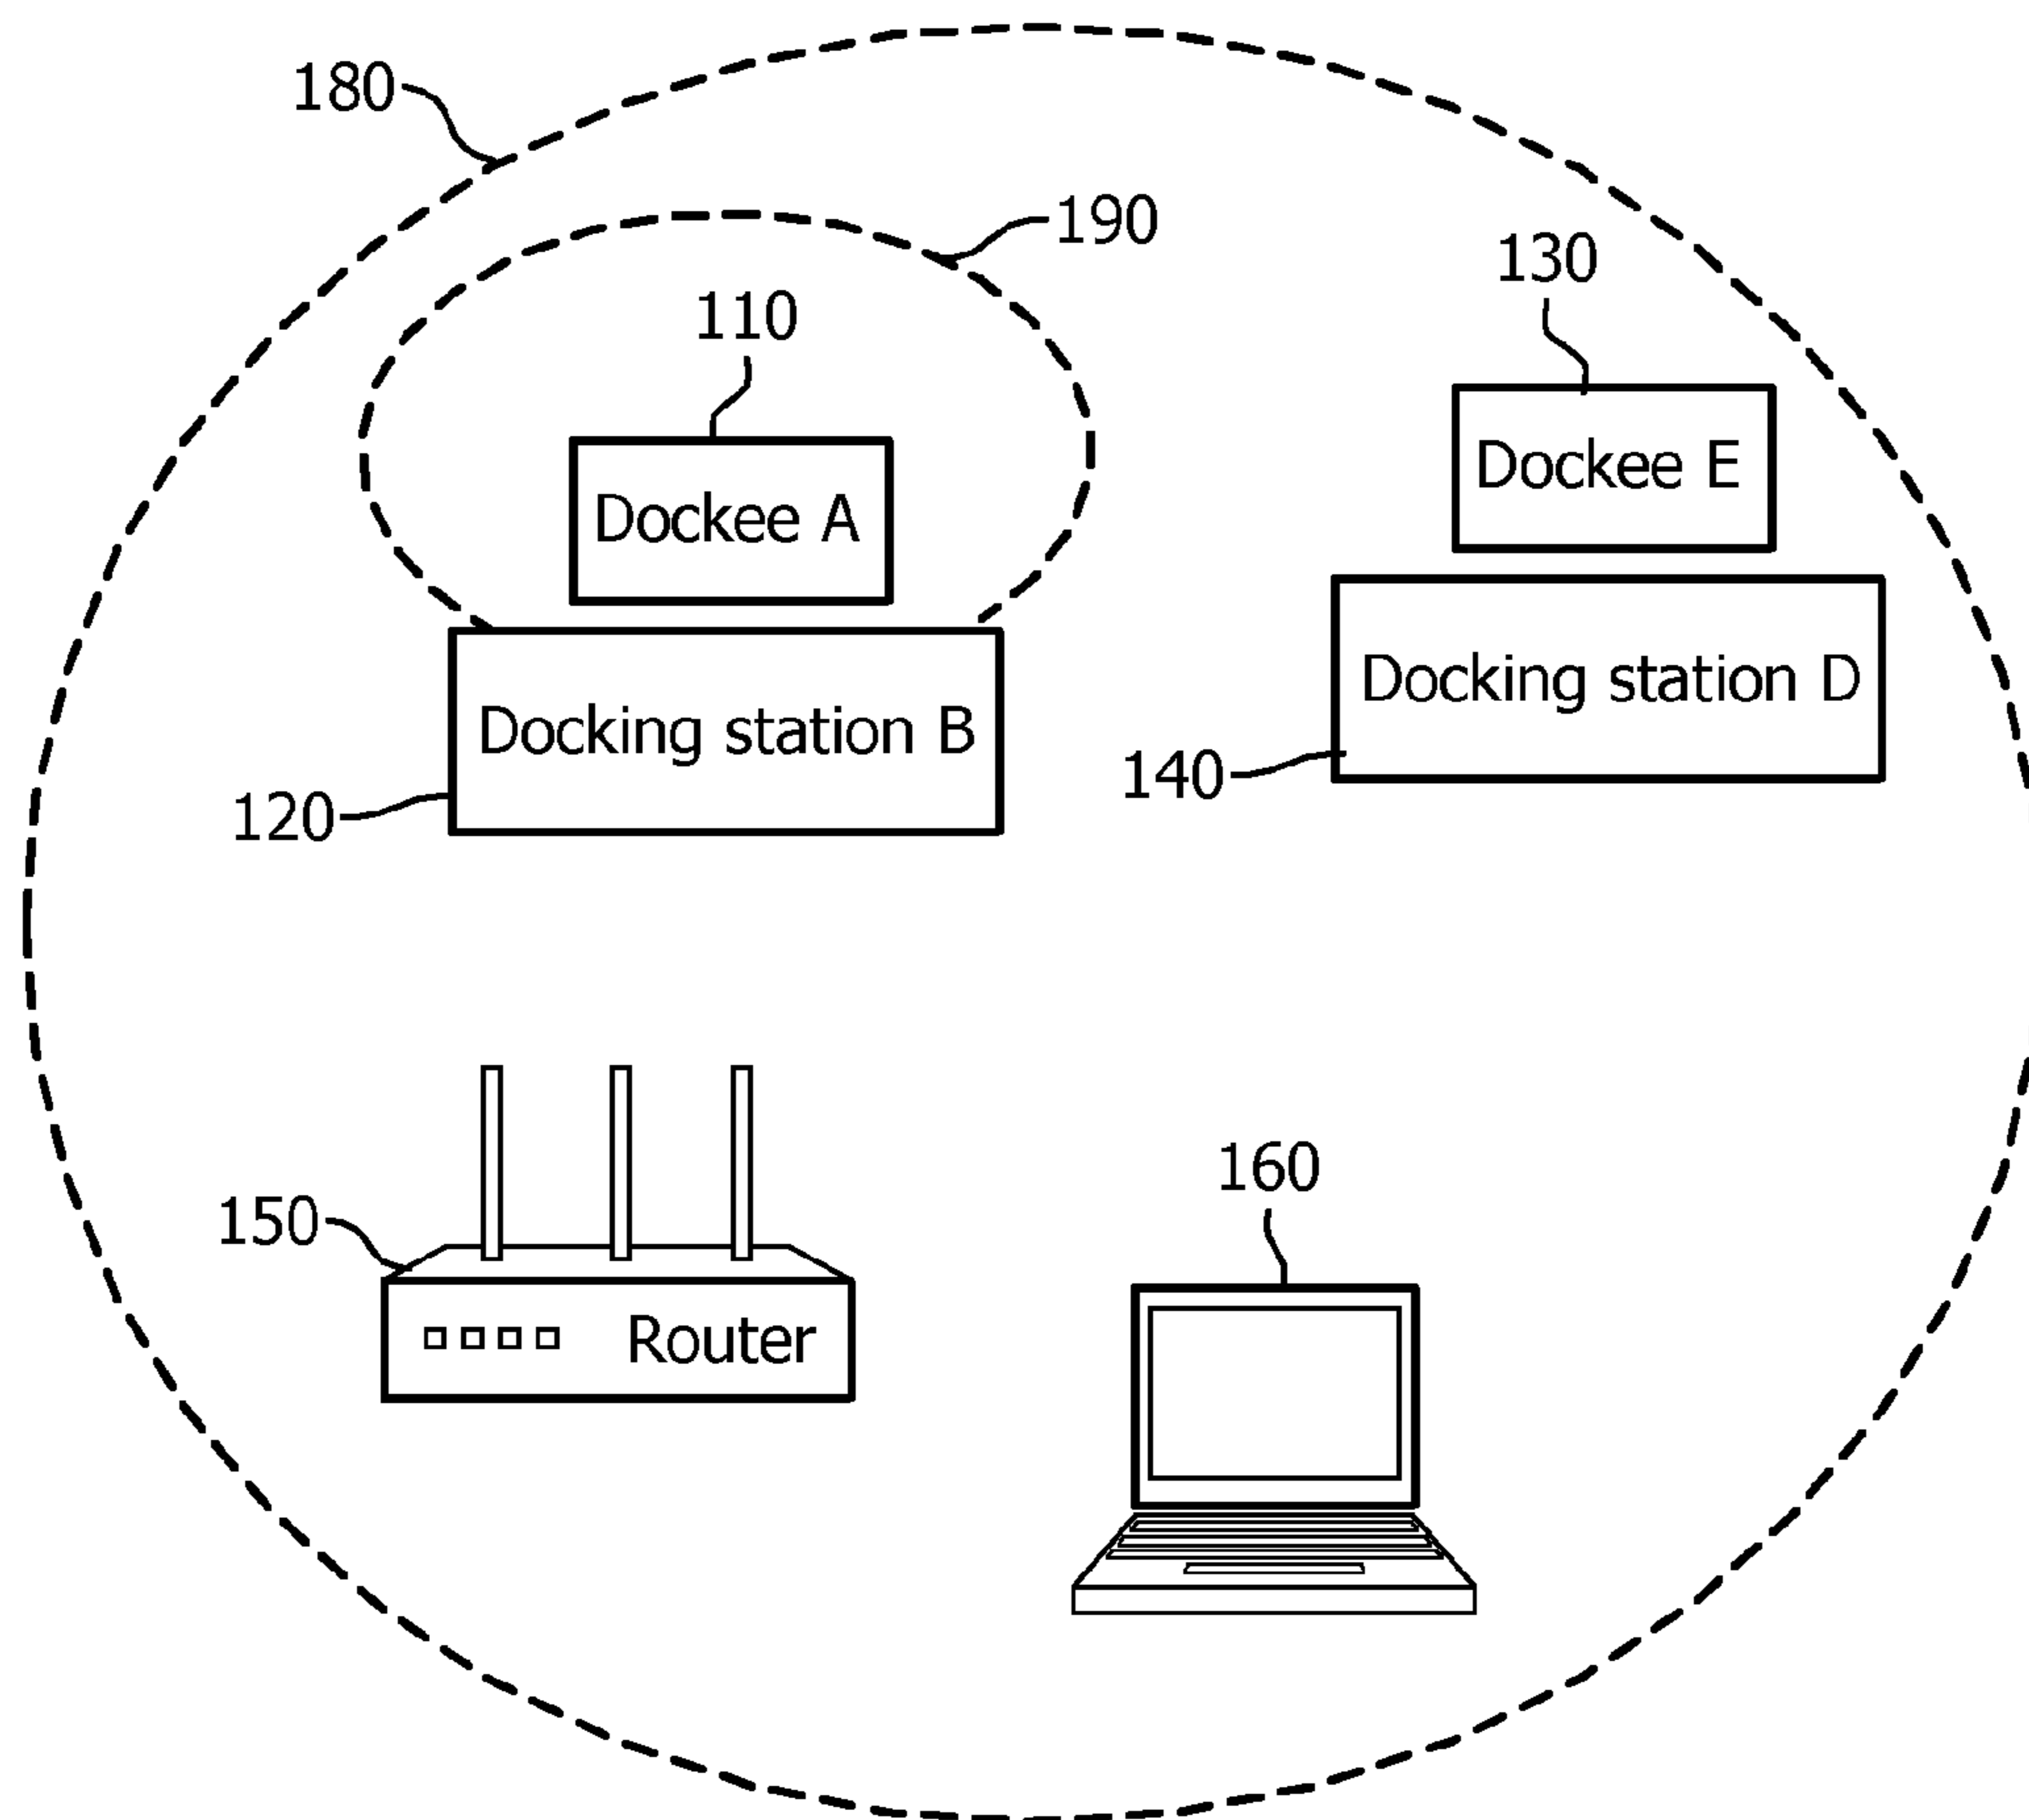 180
190
130
110
Dockee E
Dockee A
Docking station D
Docking station B
140
120
160
150
Router